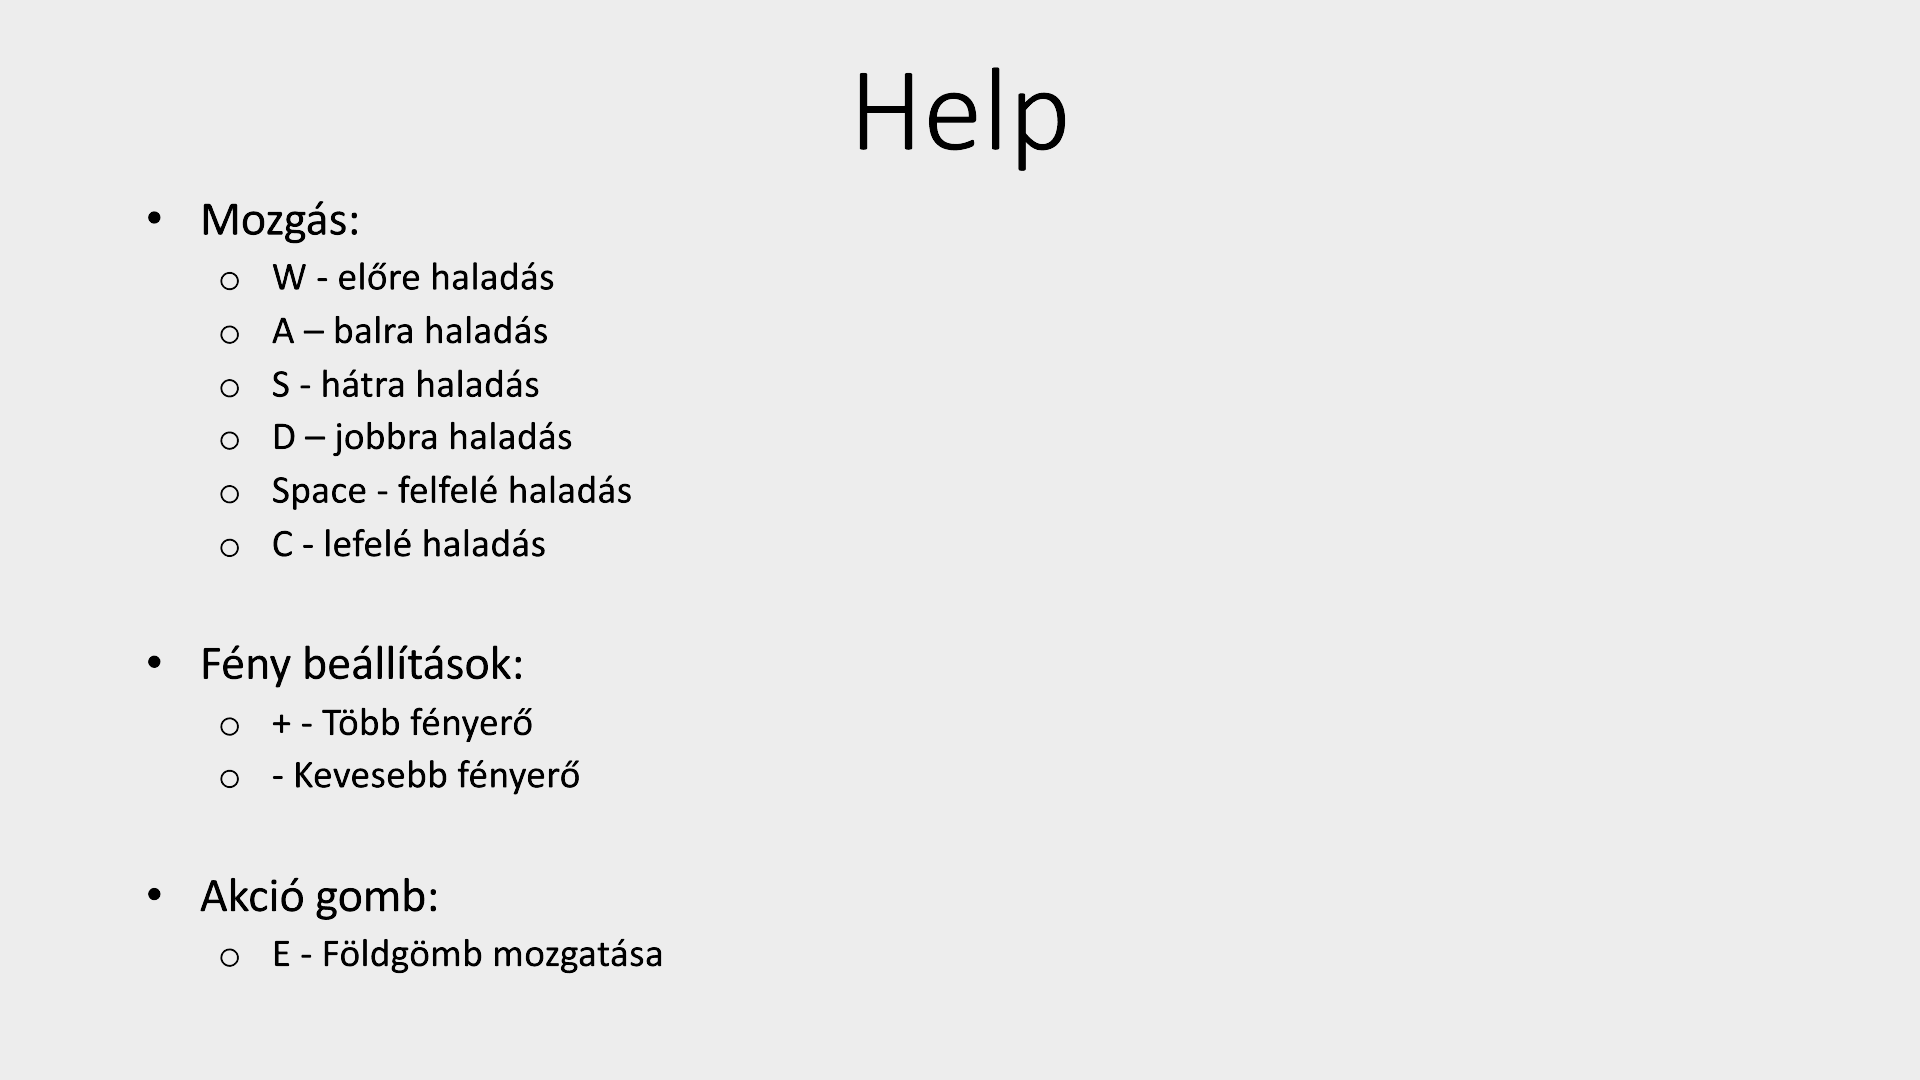 Help
• Mozgás:
o W - előre haladás
o A – balra haladás
o S - hátra haladás
o D – jobbra haladás
o Space - felfelé haladás
o C - lefelé haladás
• Fény beállítások:
o + - Több fényerő
o - Kevesebb fényerő
• Akció gomb:
o E - Földgömb mozgatása